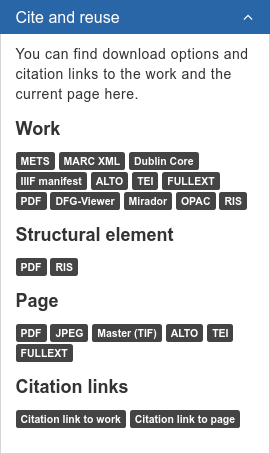 Cite and reuse
You can find download options and
citation links to the work and the
current page here.
Work
METS MARC XML Dublin Core
IIIF manifest ALTO TEI FULLEXT
PDF DFG-Viewer Mirador OPAC RIS
Structural element
PDF RIS
Page
PDF JPEG Master (TIF) ALTO TEI
FULLEXT
Citation links
Citation link to work Citation link to page